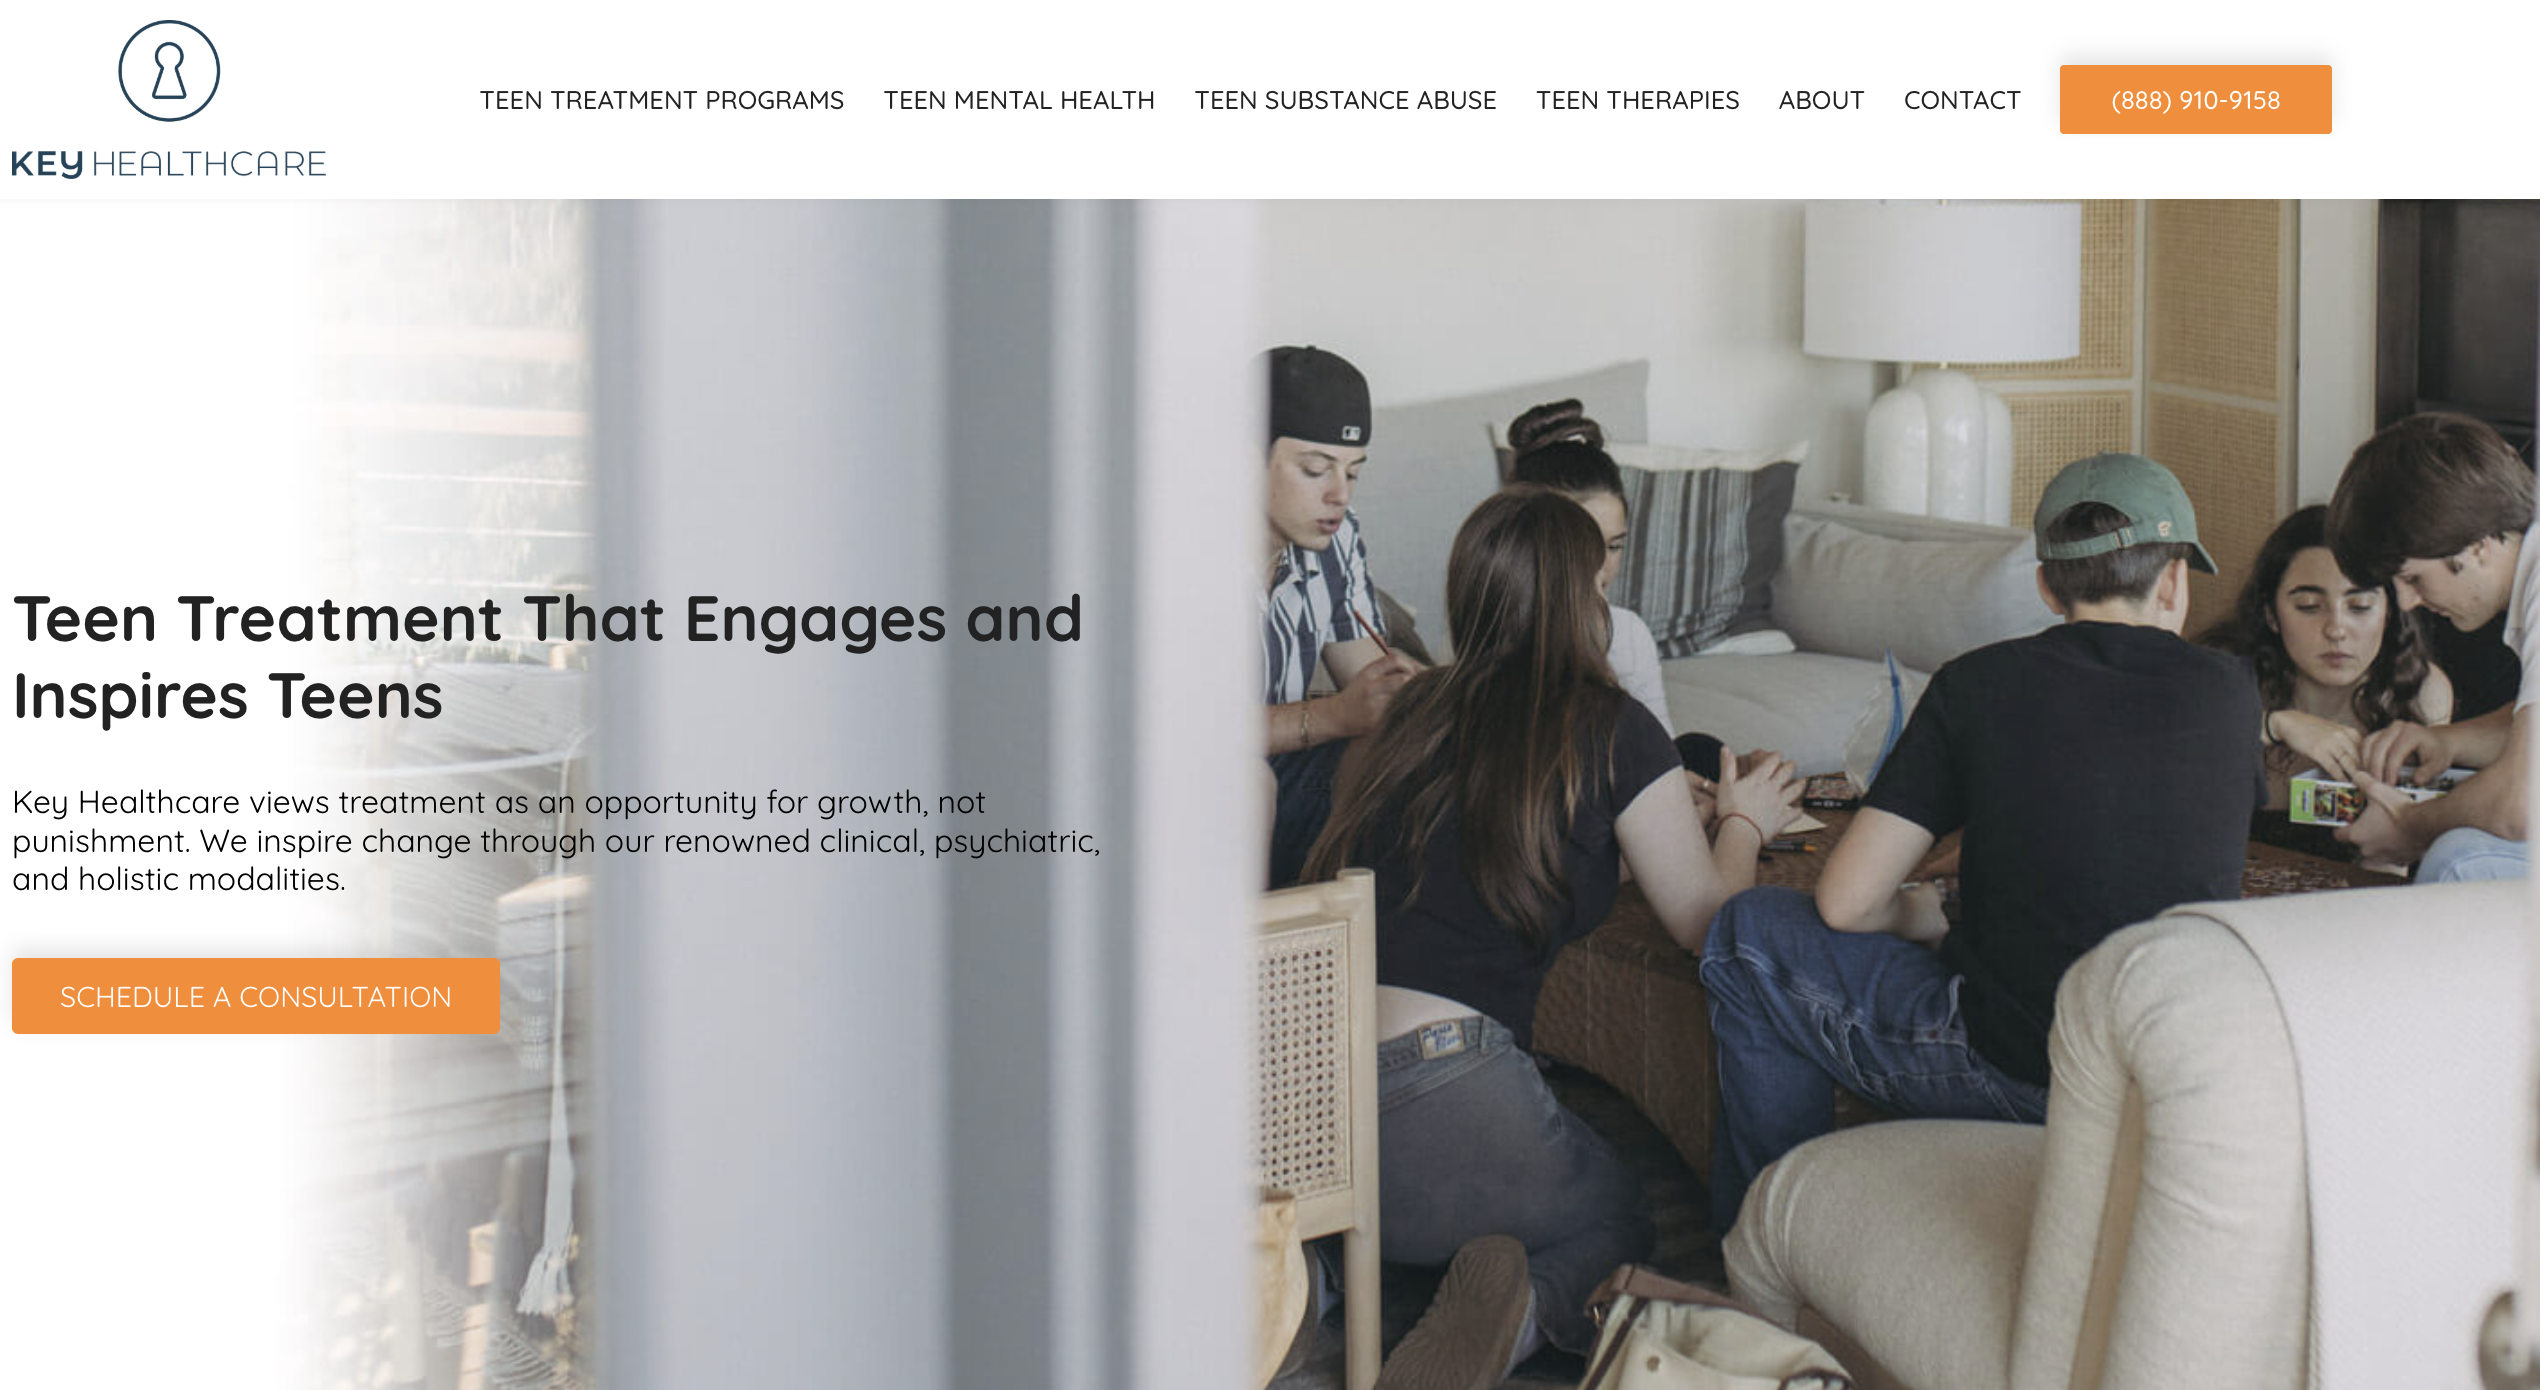 KEY HEALTHCARE
TEEN TREATMENT PROGRAMS
TEEN MENTAL HEALTH
TEEN SUBSTANCE ABUSE
TEEN THERAPIES
ABOUT
CONTACT
(888) 910-9158
Teen Treatment That Engages and
Inspires Teens
Key Healthcare views treatment as an opportunity for growth, not
punishment. We inspire change through our renowned clinical, psychiatric,
and holistic modalities.
SCHEDULE A CONSULTATION